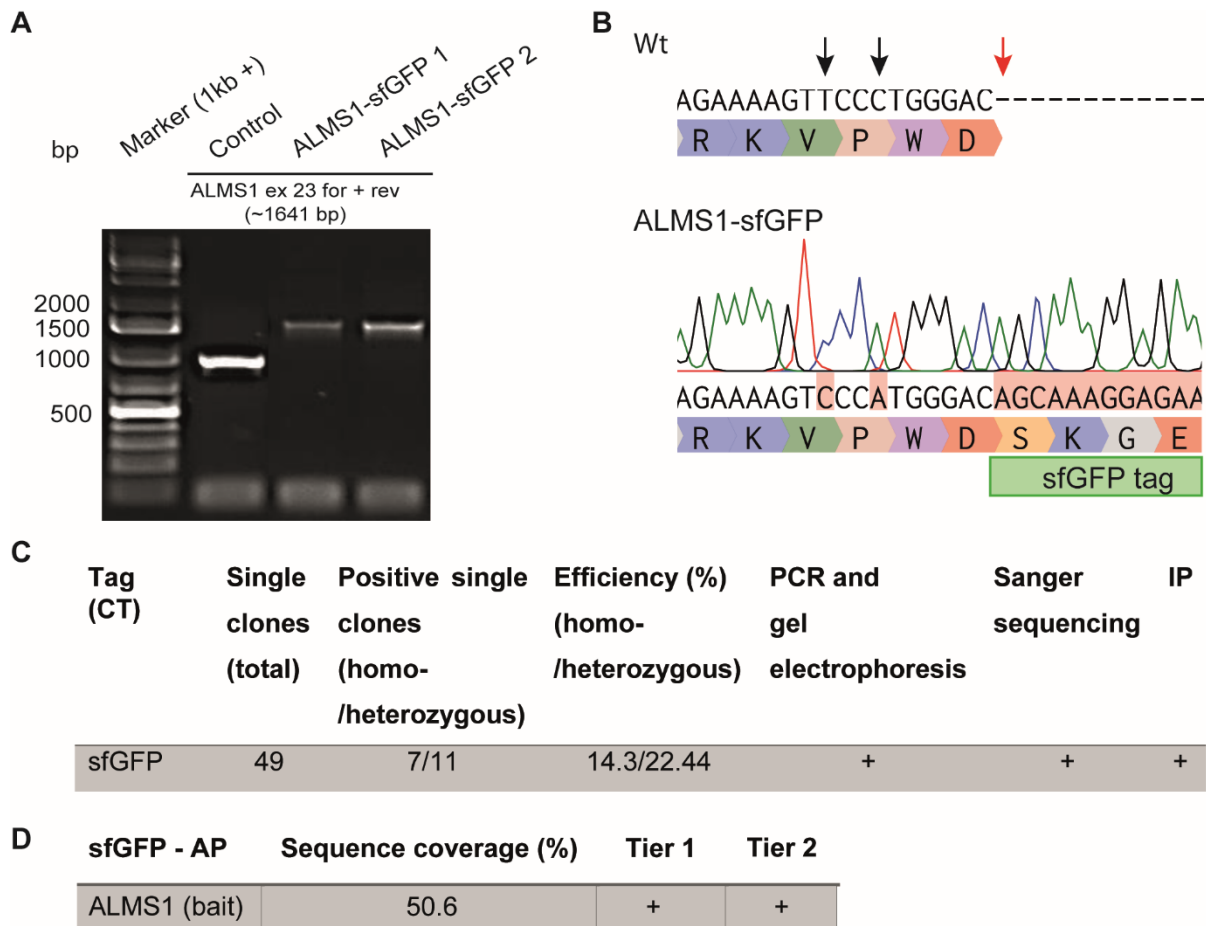 A
Marker (1kb +)
Control
ALMS1-sfGFP 1
ALMS1-sfGFP 2
bp
ALMS1 ex 23 for + rev
(~1641 bp)
2000
1500
1000
500
B
Wt
AGAAAAGTTCCCTGGGAC------------
R K V P W D
ALMS1-sfGFP
AGAAAAGTCCCATGGGACAGCAAAGGAGAA
R K V P W D S K G E
sfGFP tag
C
Tag Single Positive single Efficiency (%) PCR and Sanger IP
(CT) clones clones (homo- gel sequencing
(total) (homo- /heterozygous) electrophoresis
/heterozygous)
sfGFP 49 7/11 14.3/22.44 + + +
D
sfGFP - AP Sequence coverage (%) Tier 1 Tier 2
ALMS1 (bait) 50.6 + +